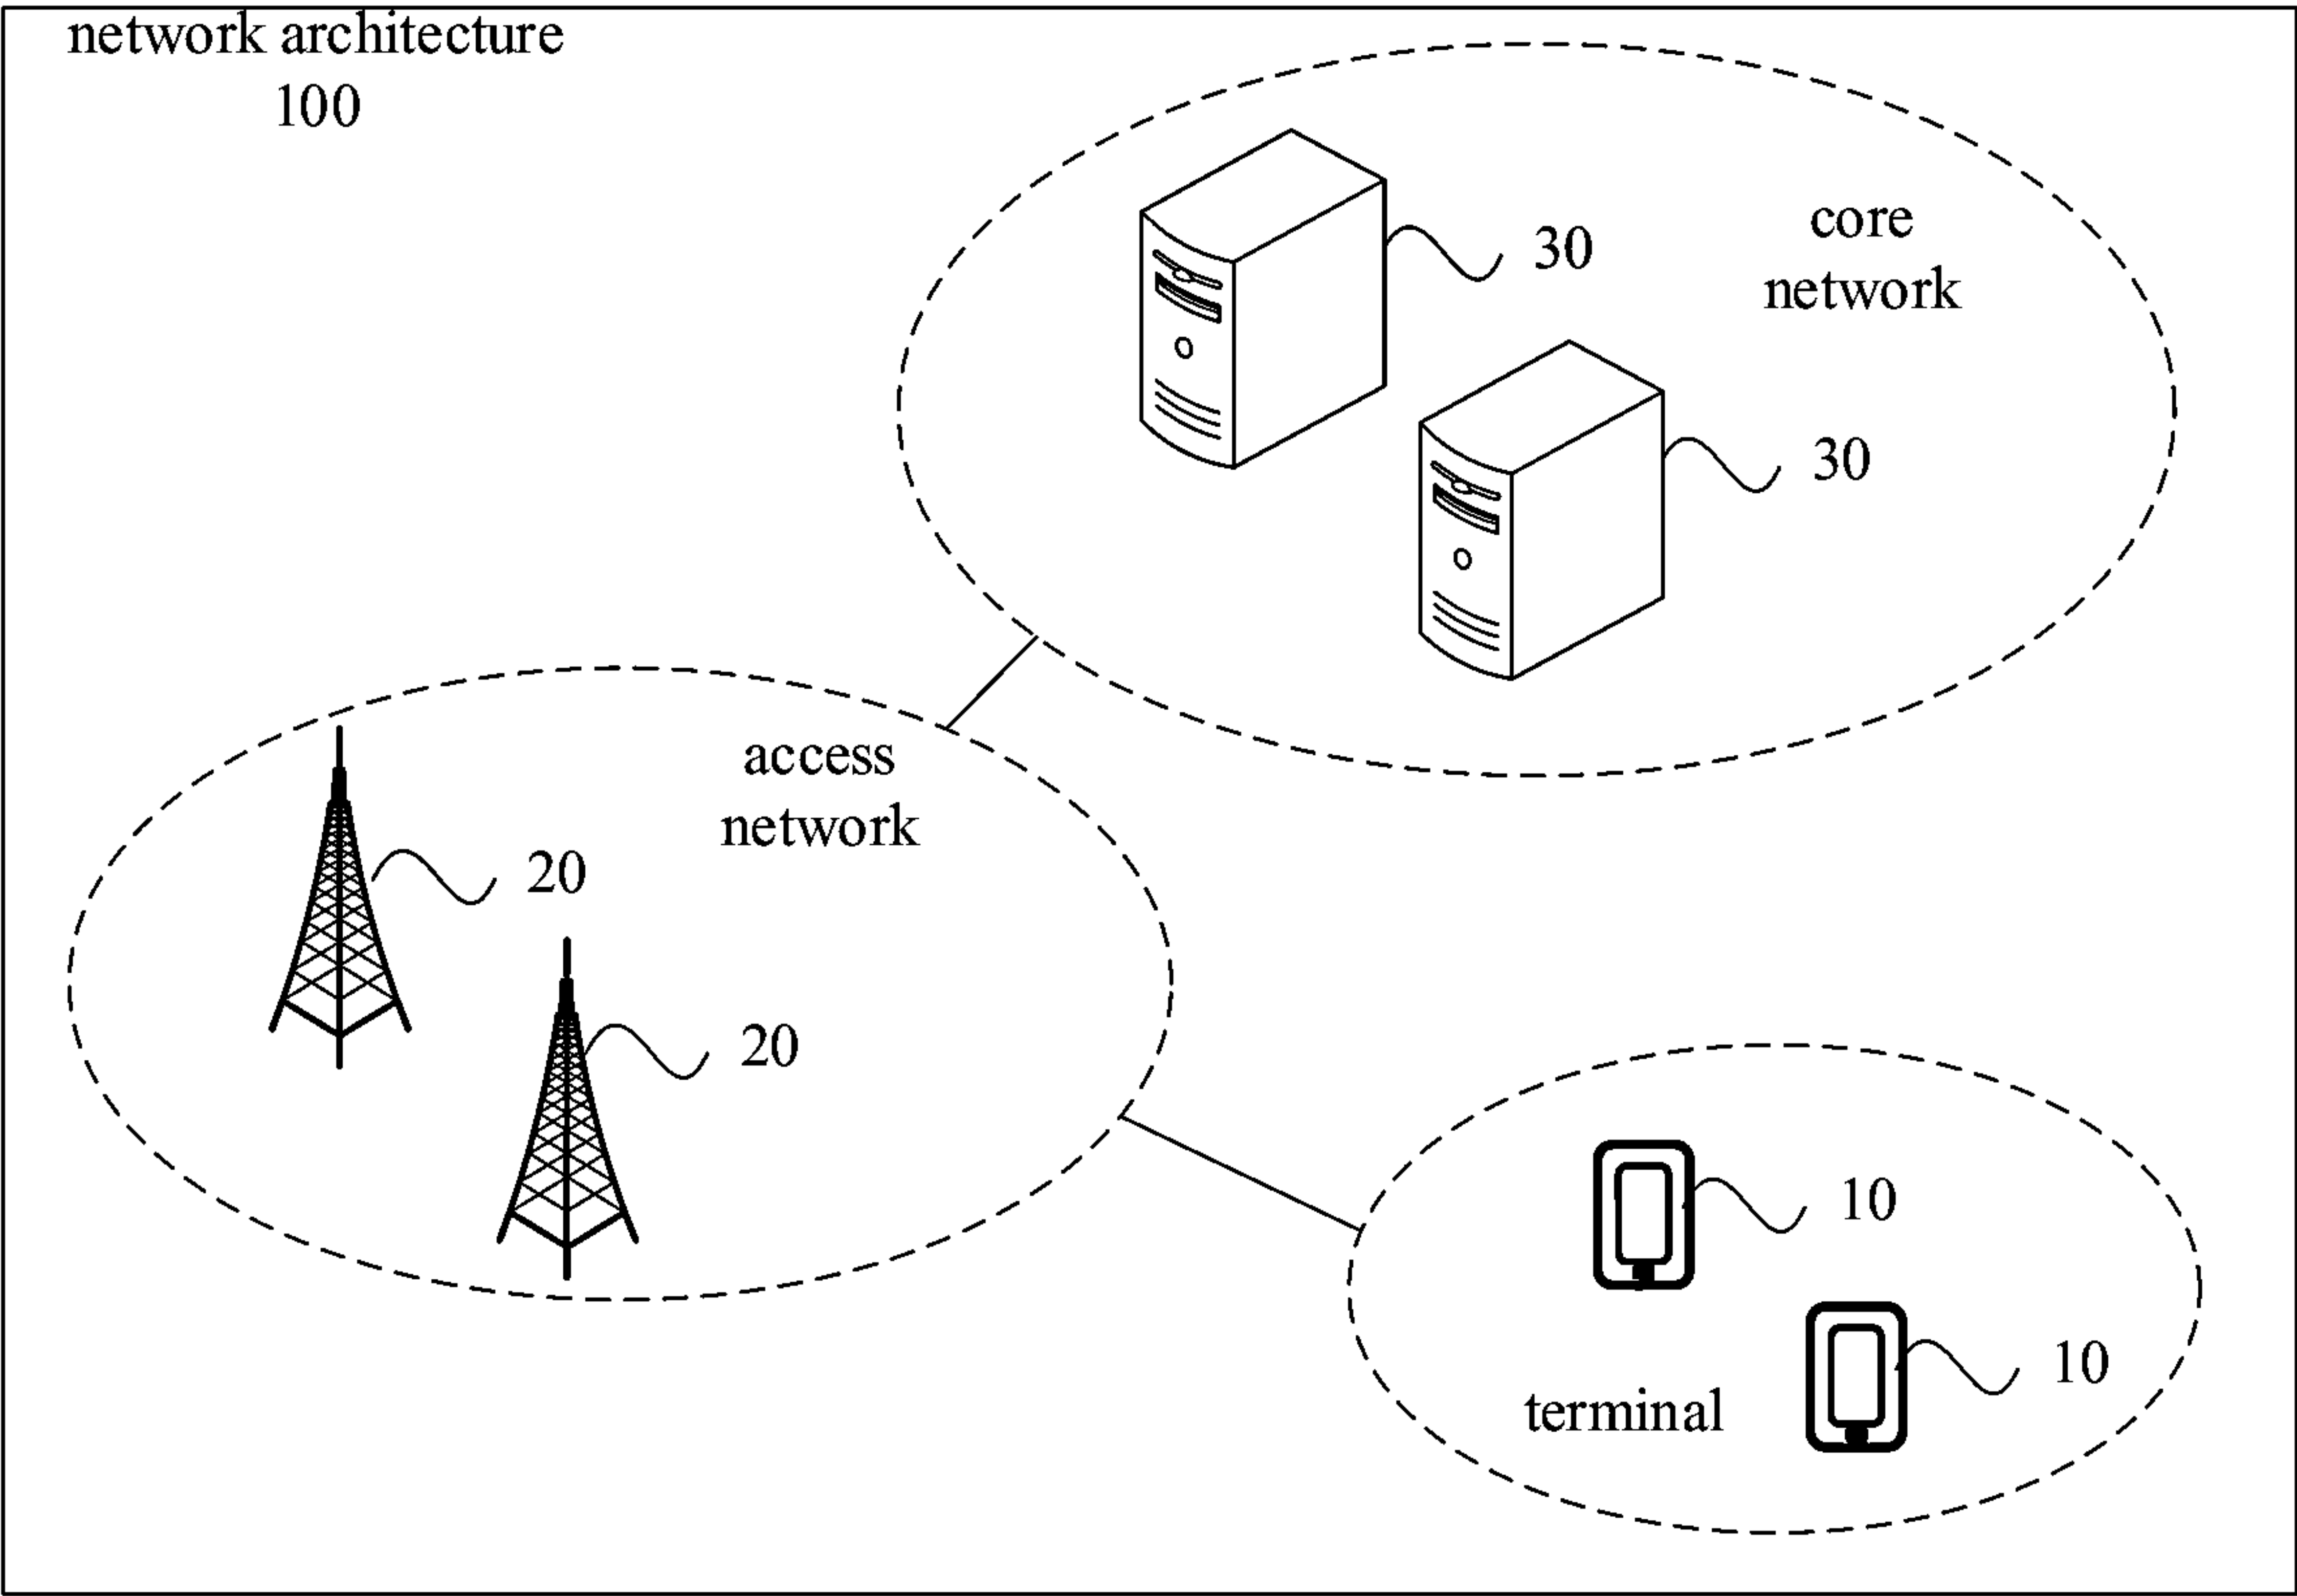 network architecture
100
30
core
network
30
access
network
20
20
10
10
terminal